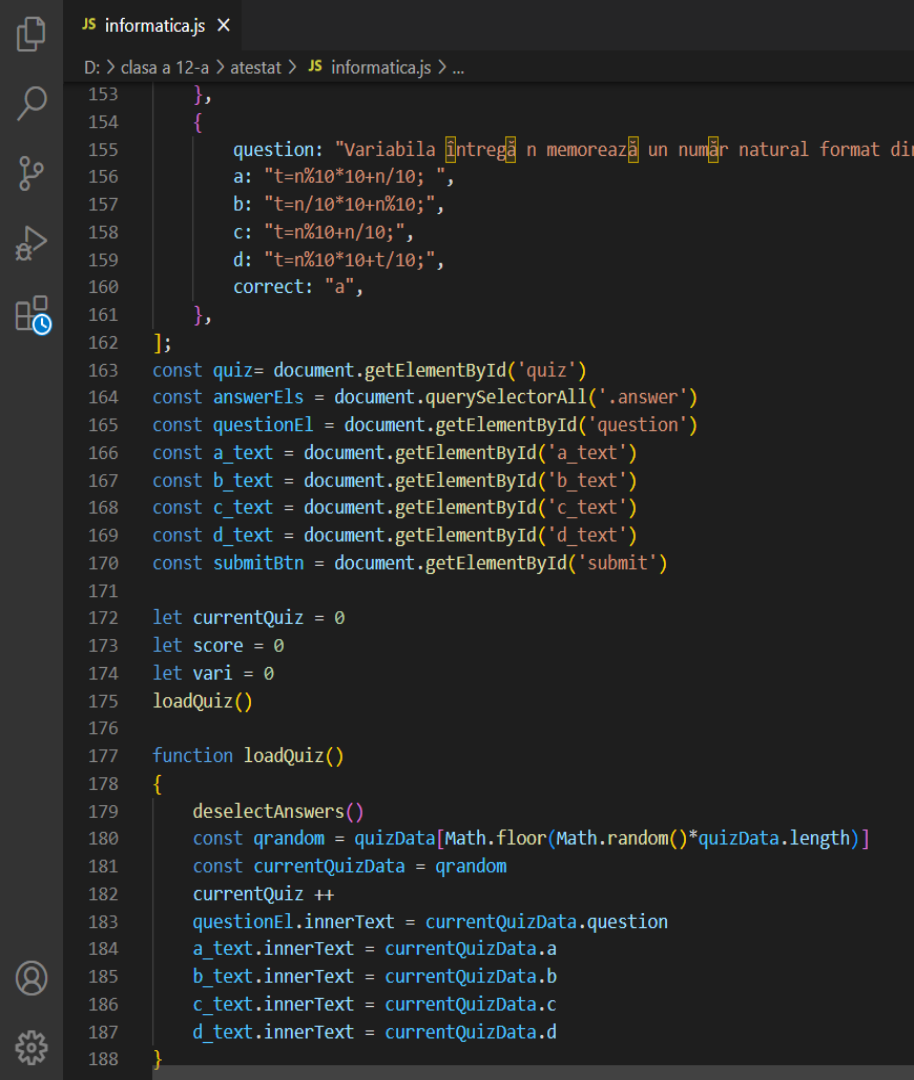 JS informatica.js ×
D: > clasa a 12-a > atestat > JS informatica.js > ...
153 },
154 {
155 question: "Variabila întregă n memorează un număr natural format di
156 a: "t=n%10*10+n/10; ",
157 b: "t=n/10*10+n%10;",
158 c: "t=n%10+n/10;",
159 d: "t=n%10*10+t/10;",
160 correct: "a",
161 },
162 ];
163 const quiz= document.getElementById('quiz')
164 const answerEls = document.querySelectorAll('.answer')
165 const questionEl = document.getElementById('question')
166 const a_text = document.getElementById('a_text')
167 const b_text = document.getElementById('b_text')
168 const c_text = document.getElementById('c_text')
169 const d_text = document.getElementById('d_text')
170 const submitBtn = document.getElementById('submit')
171
172 let currentQuiz = 0
173 let score = 0
174 let vari = 0
175 loadQuiz()
176
177 function loadQuiz()
178 {
179 deselectAnswers()
180 const qrandom = quizData[Math.floor(Math.random()*quizData.length)]
181 const currentQuizData = qrandom
182 currentQuiz ++
183 questionEl.innerText = currentQuizData.question
184 a_text.innerText = currentQuizData.a
185 b_text.innerText = currentQuizData.b
186 c_text.innerText = currentQuizData.c
187 d_text.innerText = currentQuizData.d
188 }